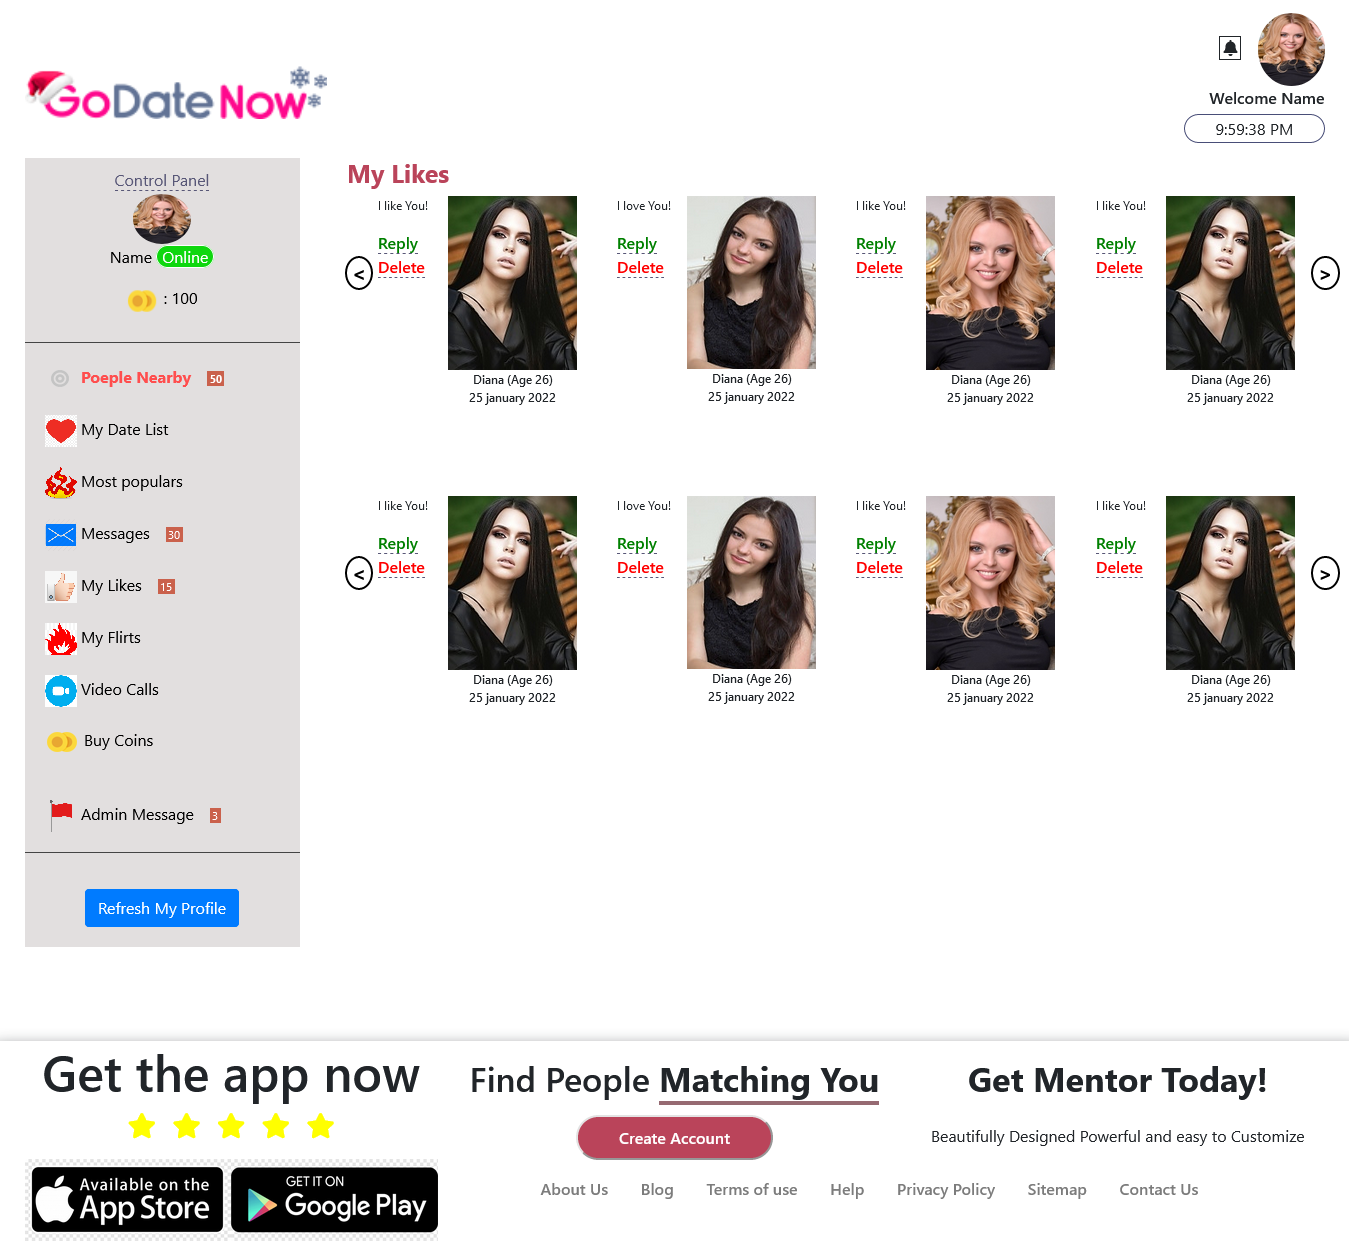 GoDate Now
Welcome Name
9:59:38 PM
Control Panel
Name Online
: 100
Poeple Nearby 50
My Date List
Most populars
Messages 30
My Likes 15
My Flirts
Video Calls
Buy Coins
Admin Message 3
Refresh My Profile
My Likes
<
I like You!
Reply
Delete
Diana (Age 26)
25 january 2022
I love You!
Reply
Delete
Diana (Age 26)
25 january 2022
I like You!
Reply
Delete
Diana (Age 26)
25 january 2022
I like You!
Reply
Delete
Diana (Age 26)
25 january 2022
>
<
I like You!
Reply
Delete
Diana (Age 26)
25 january 2022
I love You!
Reply
Delete
Diana (Age 26)
25 january 2022
I like You!
Reply
Delete
Diana (Age 26)
25 january 2022
I like You!
Reply
Delete
Diana (Age 26)
25 january 2022
>
Get the app now
Available on the
App Store
GET IT ON
Google Play
Find People Matching You
Create Account
Get Mentor Today!
Beautifully Designed Powerful and easy to Customize
About Us Blog Terms of use Help Privacy Policy Sitemap Contact Us